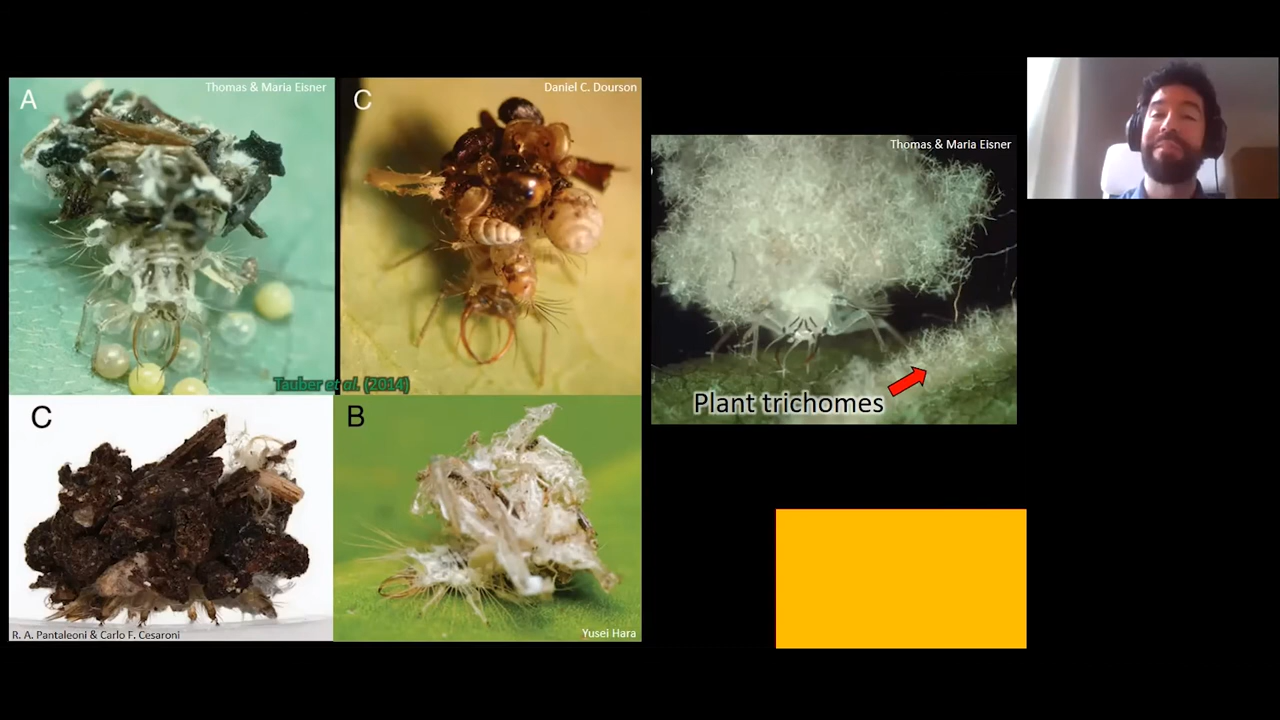 A
Thomas & Maria Eisner
C
Daniel C. Dourson
Tauber et al. (2014)
C
R. A. Pantaleoni & Carlo F. Cesaroni
B
Yusei Hara
Thomas & Maria Eisner
Plant trichomes